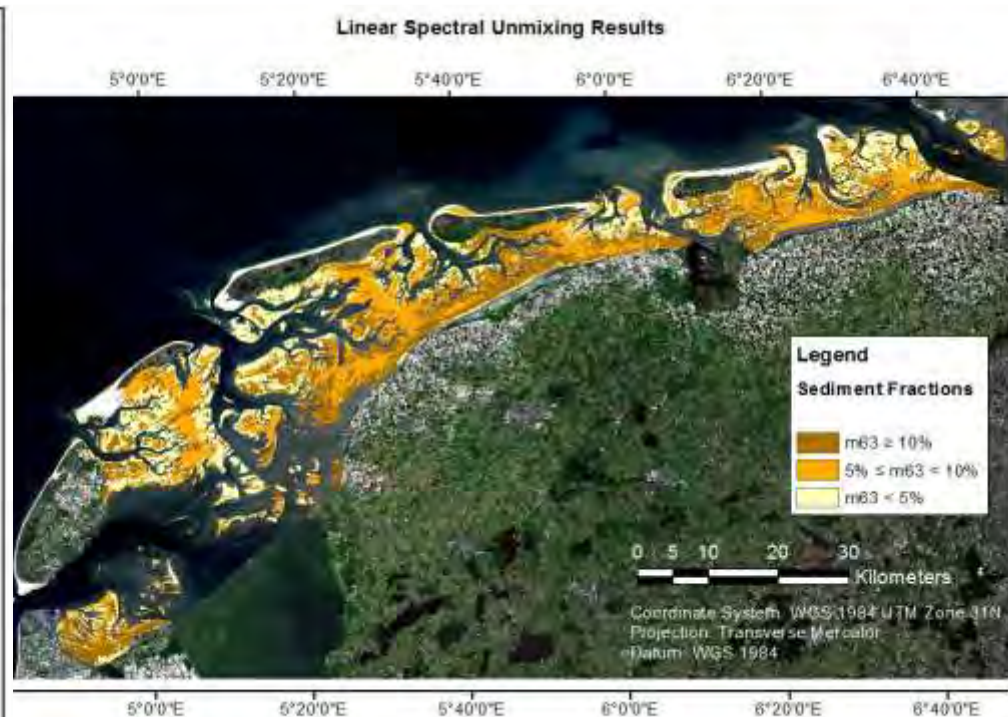 Linear Spectral Unmixing Results
5°0'0"E 5°20'0"E 5°40'0"E 6°0'0"E 6°20'0"E 6°40'0"E
Legend
Sediment Fractions
m63 ≥ 10%
5% ≤ m63 < 10%
m63 < 5%
0 5 10 20 30
Kilometers
Coordinate System: WGS 1984 UTM Zone 31N
Projection: Transverse Mercator
Datum: WGS 1984
5°0'0"E 5°20'0"E 5°40'0"E 6°0'0"E 6°20'0"E 6°40'0"E